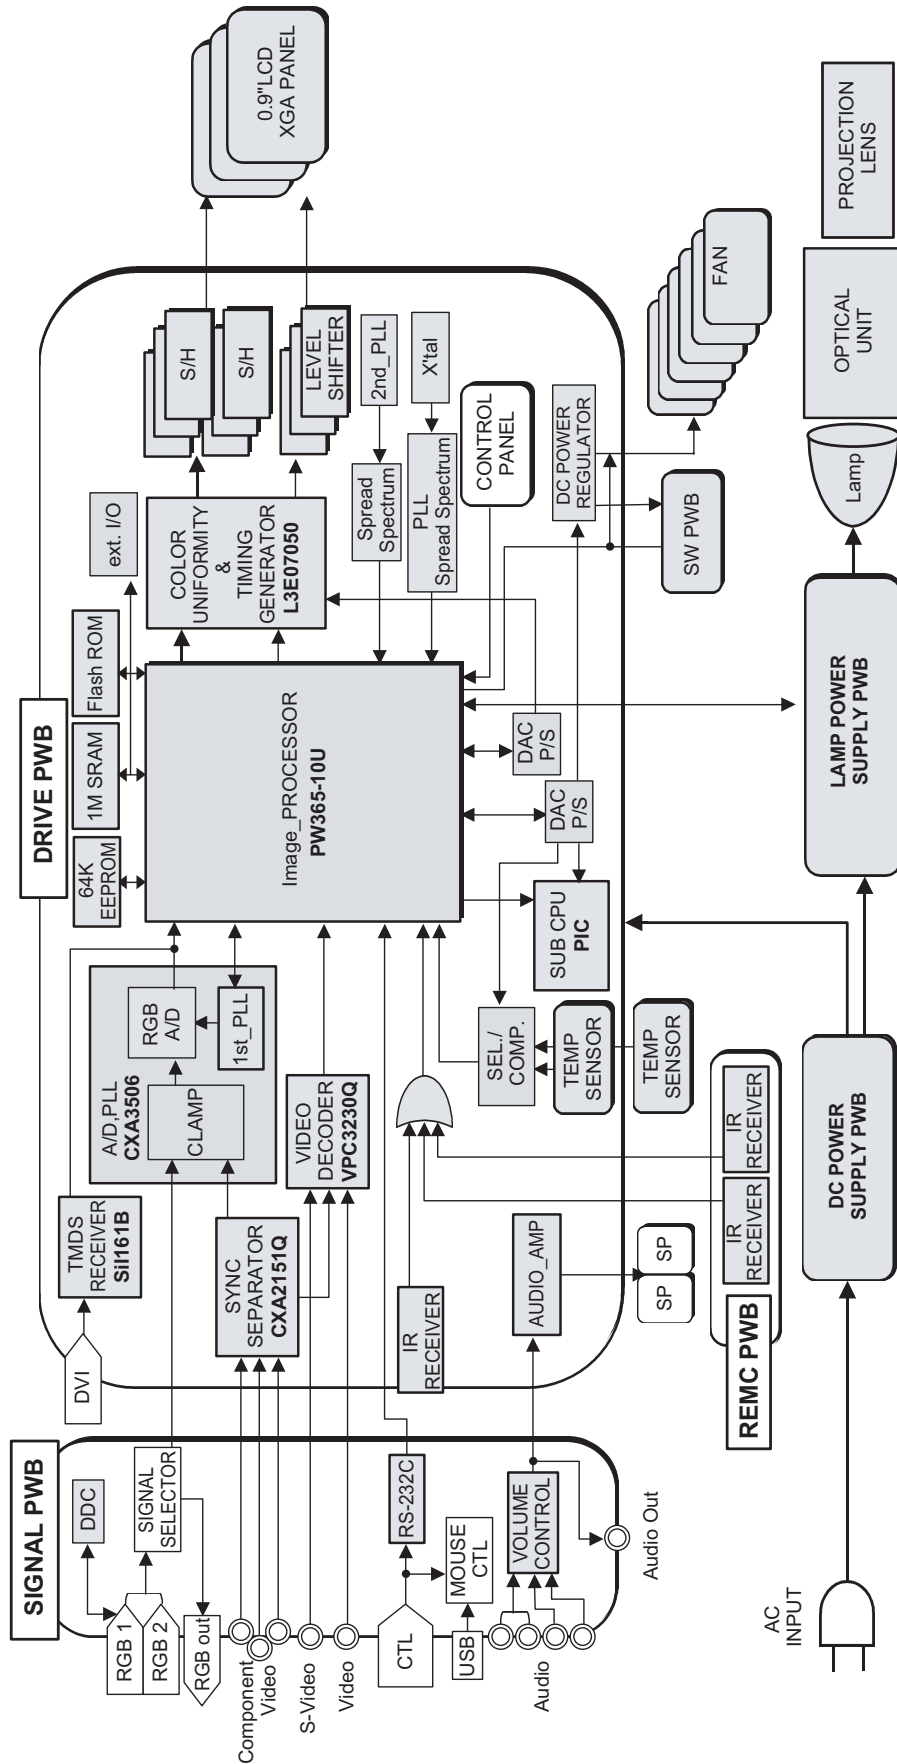 SIGNAL PWB
DRIVE PWB
RGB 1
RGB 2
RGB out
DDC
SIGNAL
SELECTOR
Component
Video
S-Video
Video
CTL
RS-232C
USB
MOUSE
CTL
Audio
VOLUME
CONTROL
Audio Out
DVI
TMDS
RECEIVER
SiI161B
A/D,PLL
CXA3506
CLAMP
RGB
A/D
1st_PLL
SYNC
SEPARATOR
CXA2151Q
VIDEO
DECODER
VPC3230Q
IR
RECEIVER
AUDIO_AMP
SP
SP
64K
EEPROM
1M SRAM
Flash ROM
ext. I/O
Image_PROCESSOR
PW365-10U
COLOR
UNIFORMITY
&
TIMING
GENERATOR
L3E07050
S/H
S/H
LEVEL
SHIFTER
0.9"LCD
XGA PANEL
Spread
Spectrum
2nd_PLL
PLL
Spread Spectrum
X'tal
CONTROL
PANEL
DAC
P/S
DAC
P/S
DC POWER
REGULATOR
SUB CPU
PIC
SEL./
COMP.
TEMP
SENSOR
TEMP
SENSOR
SW PWB
FAN
REMC PWB
IR
RECEIVER
IR
RECEIVER
AC
INPUT
DC POWER
SUPPLY PWB
LAMP POWER
SUPPLY PWB
Lamp
OPTICAL
UNIT
PROJECTION
LENS